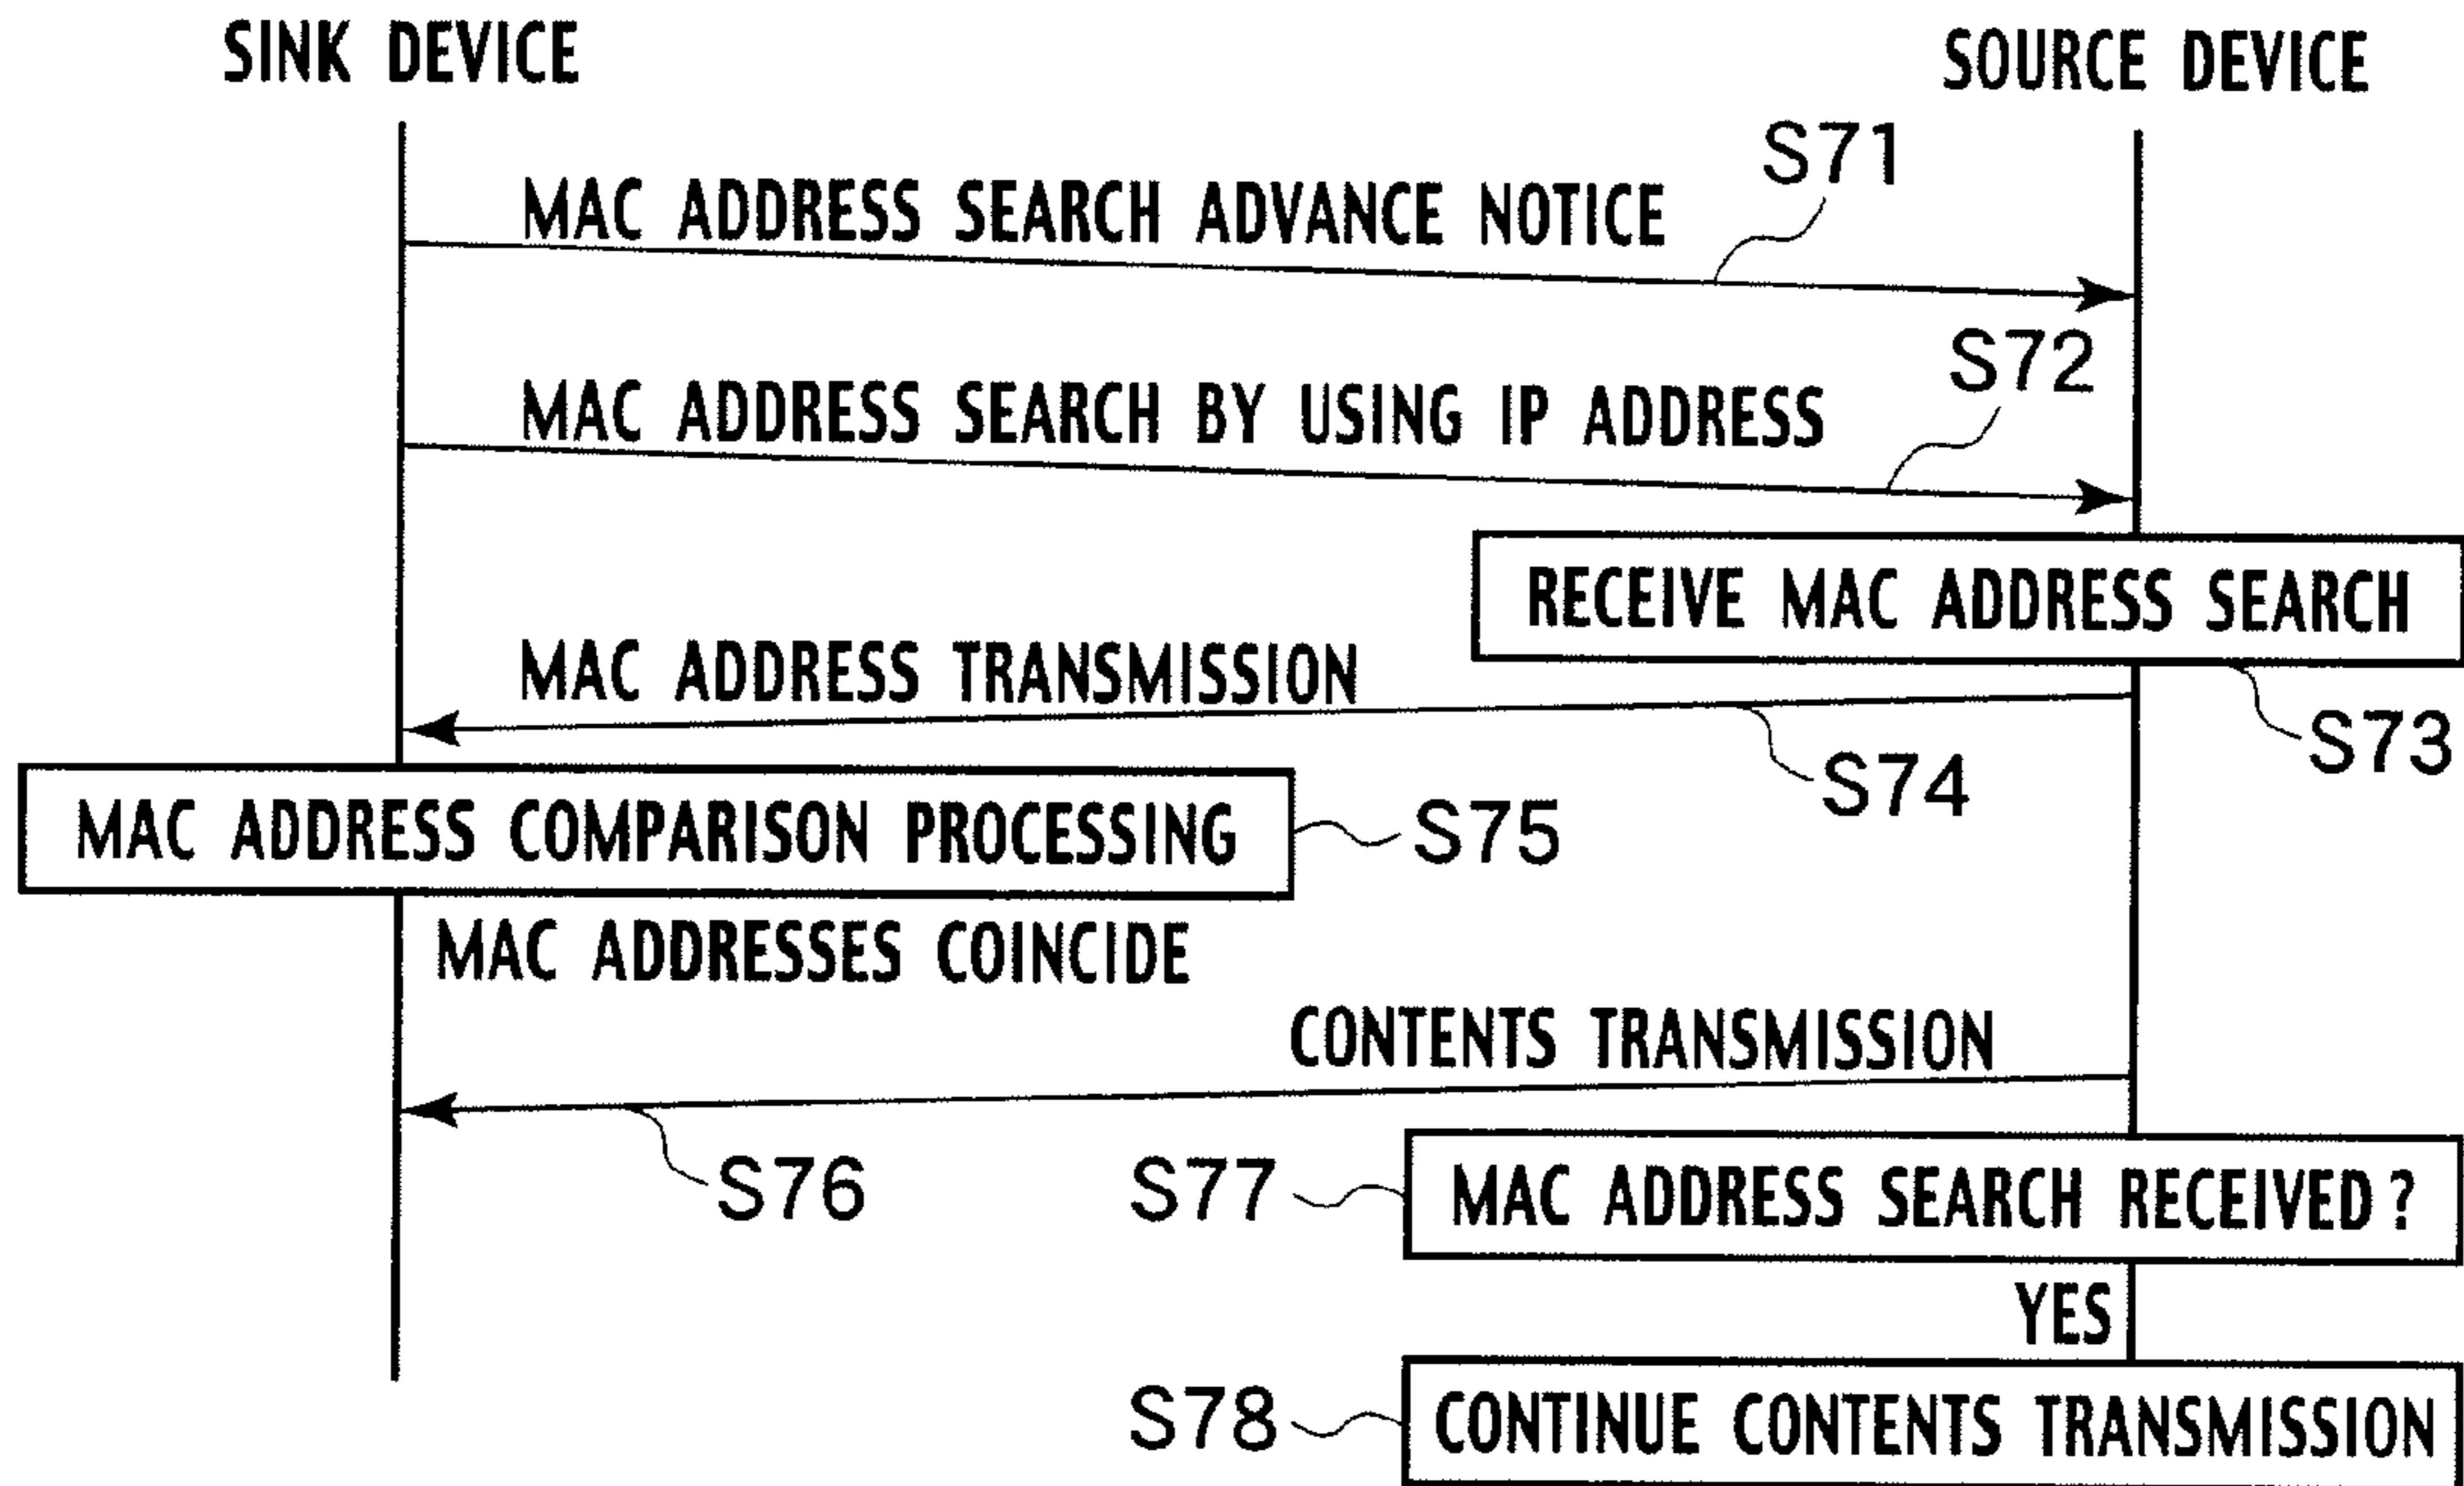 SINK DEVICE
SOURCE DEVICE
S71
MAC ADDRESS SEARCH ADVANCE NOTICE
S72
MAC ADDRESS SEARCH BY USING IP ADDRESS
RECEIVE MAC ADDRESS SEARCH
S73
MAC ADDRESS TRANSMISSION
S74
MAC ADDRESS COMPARISON PROCESSING
S75
MAC ADDRESSES COINCIDE
CONTENTS TRANSMISSION
S76
S77
MAC ADDRESS SEARCH RECEIVED ?
YES
S78
CONTINUE CONTENTS TRANSMISSION